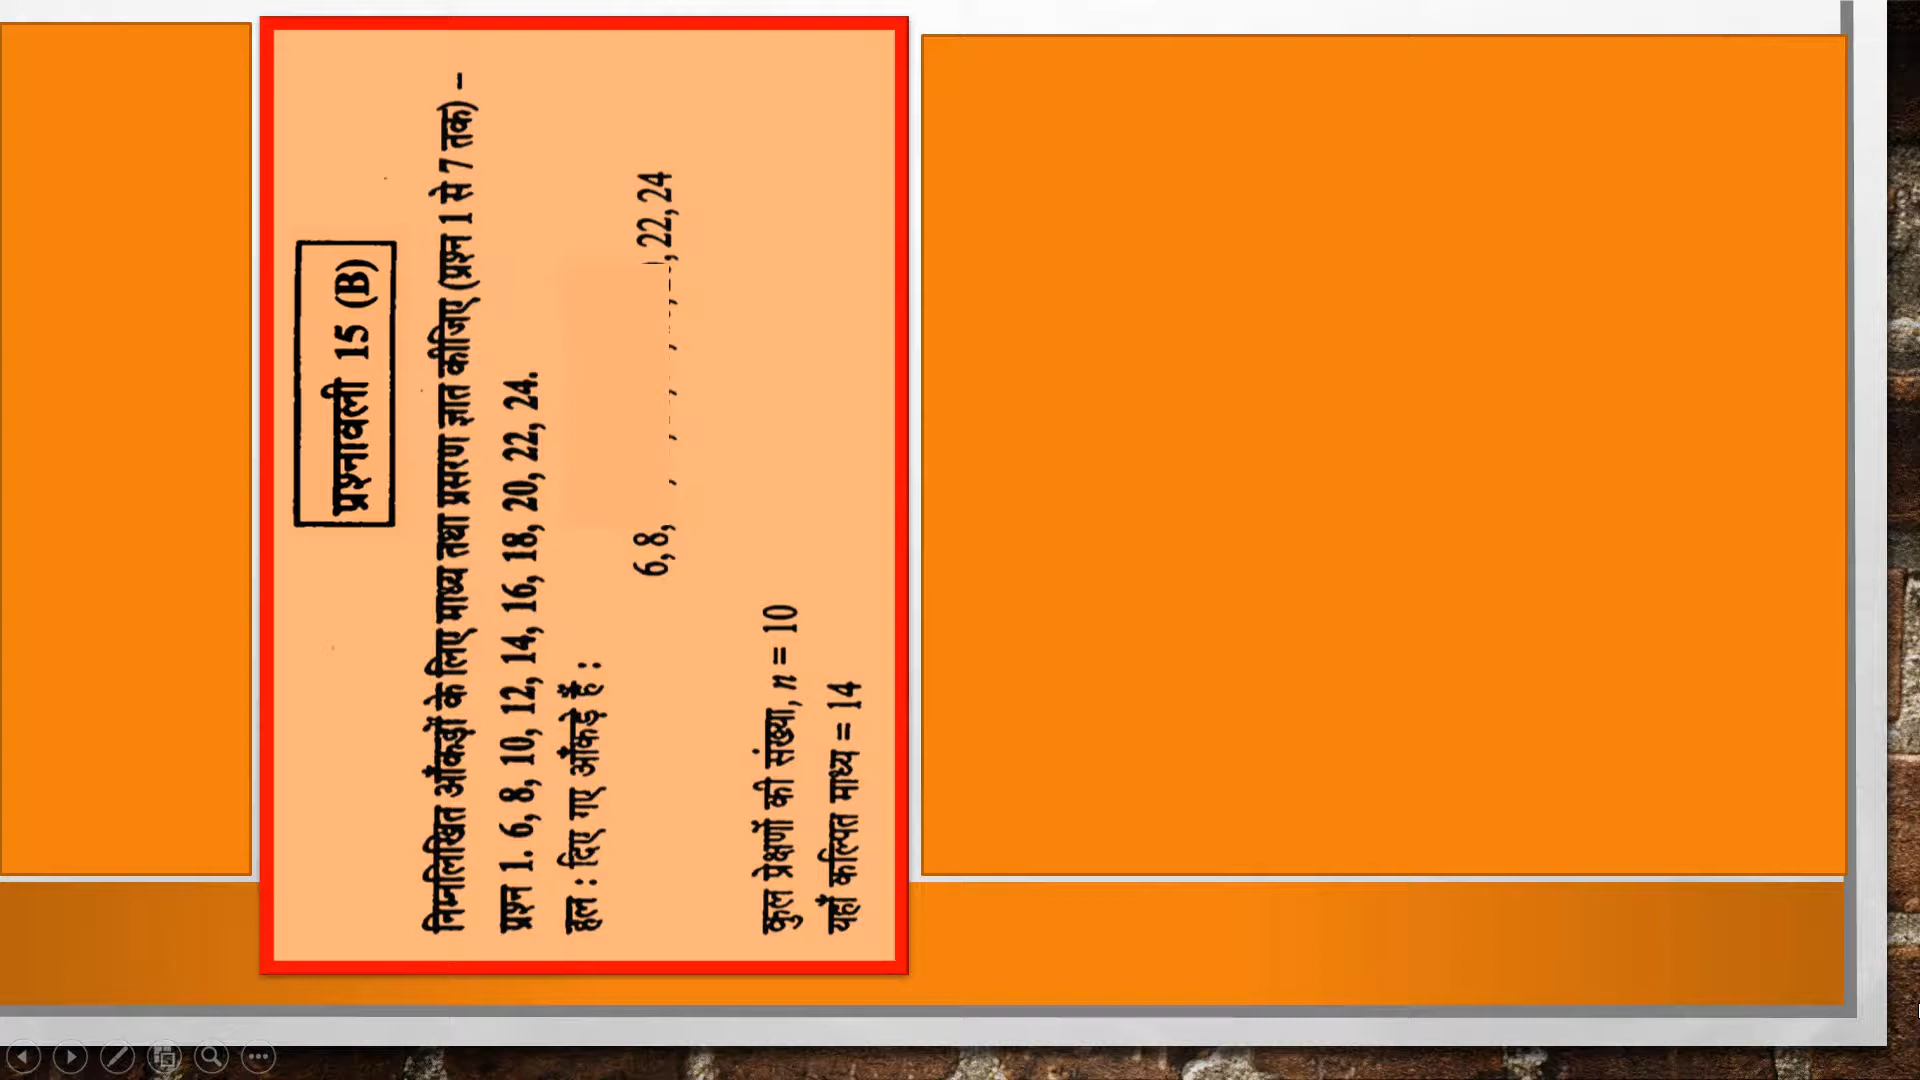 प्रश्नावली 15 (B)
निम्नलिखित आँकड़ों के लिए माध्य तथा प्रसरण ज्ञात कीजिए (प्रश्न 1 से 7 तक) –
प्रश्न 1. 6, 8, 10, 12, 14, 16, 18, 20, 22, 24.
हल : दिए गए आँकड़े हैं :
6, 8, , 22, 24
कुल प्रेक्षणों की संख्या, n = 10
यहाँ कल्पित माध्य = 14